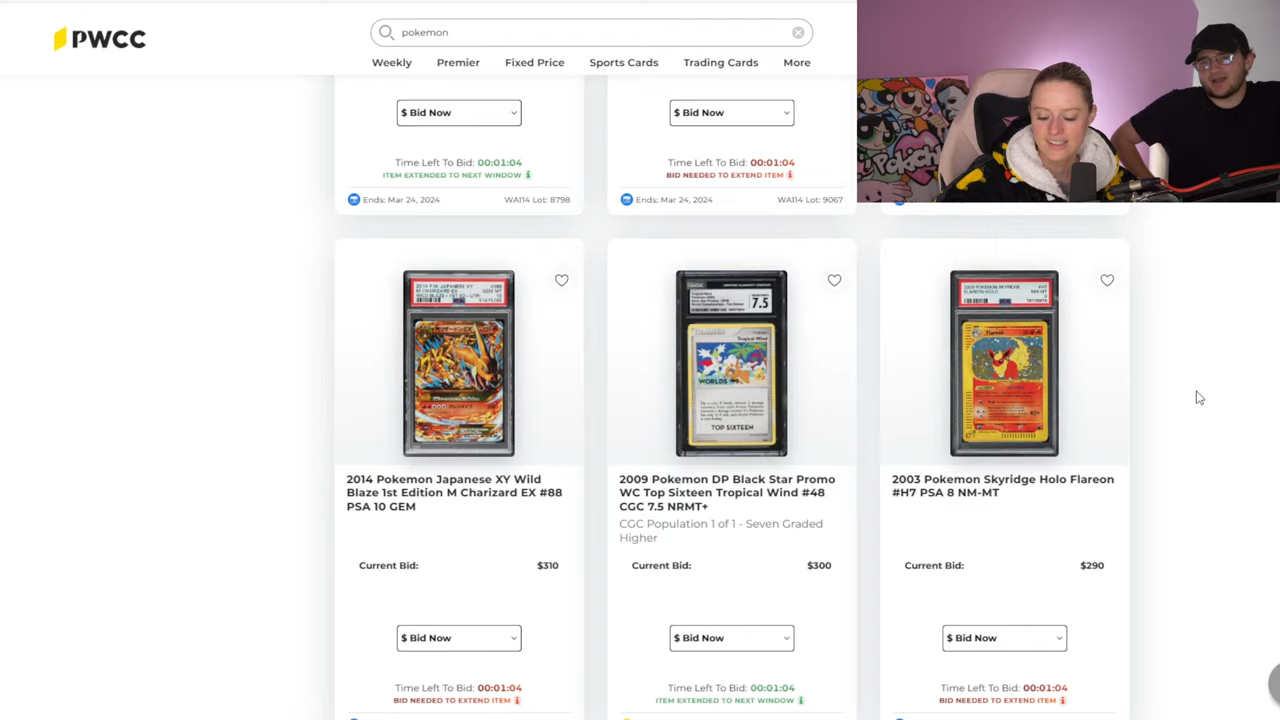 PWCC
pokemon
Weekly Premier Fixed Price Sports Cards Trading Cards More
$ Bid Now
$ Bid Now
Time Left To Bid: 00:01:04
Time Left To Bid: 00:01:04
ITEM EXTENDED TO NEXT WINDOW
BID NEEDED TO EXTEND ITEM
Ends: Mar 24, 2024 WA114 Lot: 8798
Ends: Mar 24, 2024 WA114 Lot: 9067
7.5
Tropical Wind
WORLDS
TOP SIXTEEN
Flareon
2014 Pokemon Japanese XY Wild
Blaze 1st Edition M Charizard EX #88
PSA 10 GEM
Current Bid: $310
$ Bid Now
Time Left To Bid: 00:01:04
BID NEEDED TO EXTEND ITEM
2009 Pokemon DP Black Star Promo
WC Top Sixteen Tropical Wind #48
CGC 7.5 NRMT+
CGC Population 1 of 1 - Seven Graded
Higher
Current Bid: $300
$ Bid Now
Time Left To Bid: 00:01:04
ITEM EXTENDED TO NEXT WINDOW
2003 Pokemon Skyridge Holo Flareon
#H7 PSA 8 NM-MT
Current Bid: $290
$ Bid Now
Time Left To Bid: 00:01:04
BID NEEDED TO EXTEND ITEM